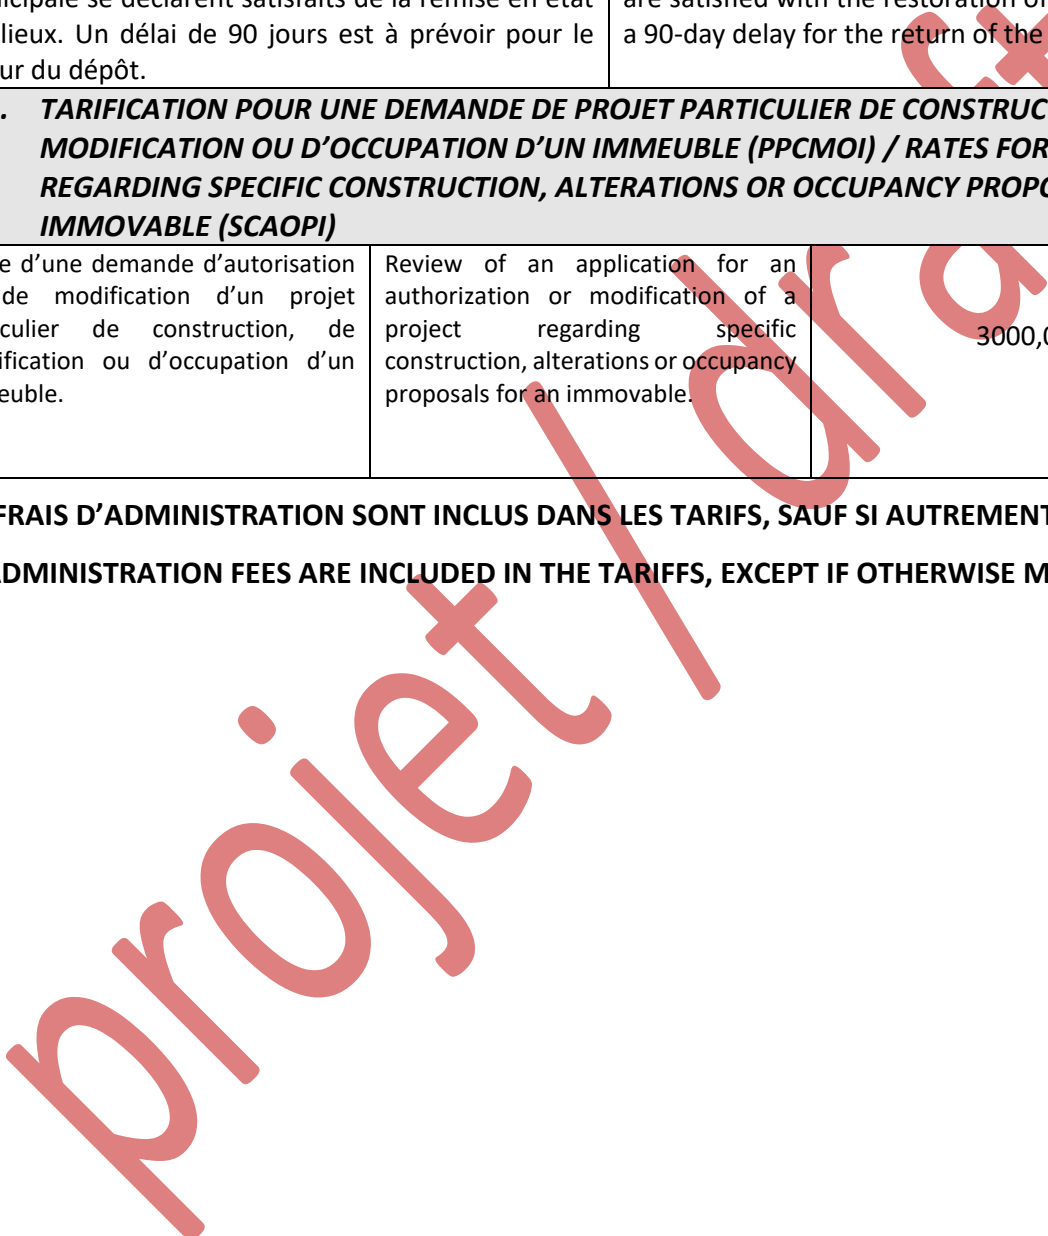 nicipale se déclarent satisfaits de la remise en état
lieux. Un délai de 90 jours est à prévoir pour le
ur du dépôt.
are satisfied with the restoration of
a 90-day delay for the return of the
. TARIFICATION POUR UNE DEMANDE DE PROJET PARTICULIER DE CONSTRUC
MODIFICATION OU D’OCCUPATION D’UN IMMEUBLE (PPCMOI) / RATES FOR
REGARDING SPECIFIC CONSTRUCTION, ALTERATIONS OR OCCUPANCY PROPO
IMMOVABLE (SCAOPI)
e d’une demande d’autorisation
de modification d’un projet
culier de construction, de
ification ou d’occupation d’un
euble.
Review of an application for an
authorization or modification of a
project regarding specific
construction, alterations or occupancy
proposals for an immovable.
3000,0
FRAIS D’ADMINISTRATION SONT INCLUS DANS LES TARIFS, SAUF SI AUTREMENT
ADMINISTRATION FEES ARE INCLUDED IN THE TARIFFS, EXCEPT IF OTHERWISE M
projet / draft